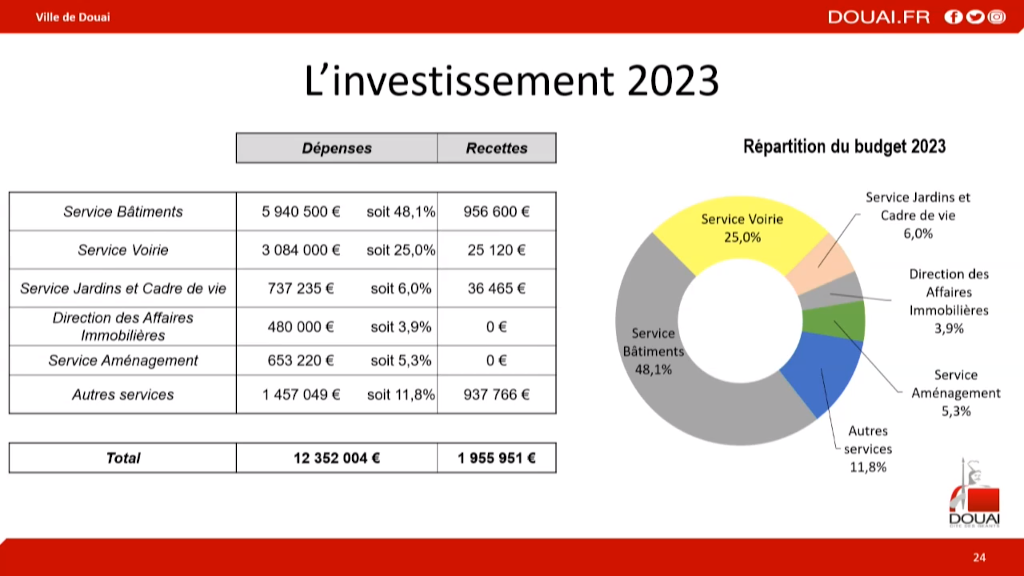 Ville de Douai
DOUAI.FR
L’investissement 2023
Dépenses Recettes
Service Bâtiments 5 940 500 € soit 48,1% 956 600 €
Service Voirie 3 084 000 € soit 25,0% 25 120 €
Service Jardins et Cadre de vie 737 235 € soit 6,0% 36 465 €
Direction des Affaires
Immobilières 480 000 € soit 3,9% 0 €
Service Aménagement 653 220 € soit 5,3% 0 €
Autres services 1 457 049 € soit 11,8% 937 766 €
Total 12 352 004 € 1 955 951 €
Répartition du budget 2023
Service Voirie
25,0%
Service Jardins et
Cadre de vie
6,0%
Direction des
Affaires
Immobilières
3,9%
Service
Bâtiments
48,1%
Service
Aménagement
5,3%
Autres
services
11,8%
DOUAI
24